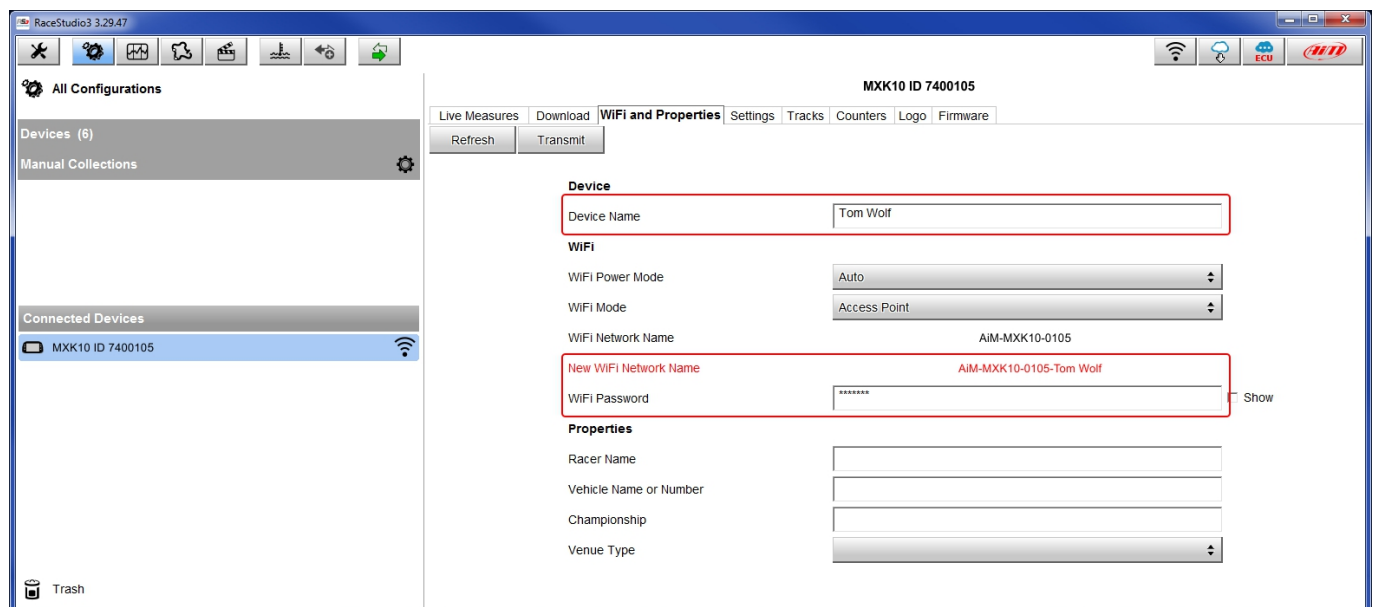 RaceStudio3 3.29.47
ECU
AiM
All Configurations
MXK10 ID 7400105
Live Measures Download WiFi and Properties Settings Tracks Counters Logo Firmware
Devices (6)
Refresh Transmit
Manual Collections
Device
Device Name Tom Wolf
WiFi
WiFi Power Mode Auto
WiFi Mode Access Point
Connected Devices
WiFi Network Name AiM-MXK10-0105
MXK10 ID 7400105
New WiFi Network Name AiM-MXK10-0105-Tom Wolf
WiFi Password ******* Show
Properties
Racer Name
Vehicle Name or Number
Championship
Venue Type
Trash